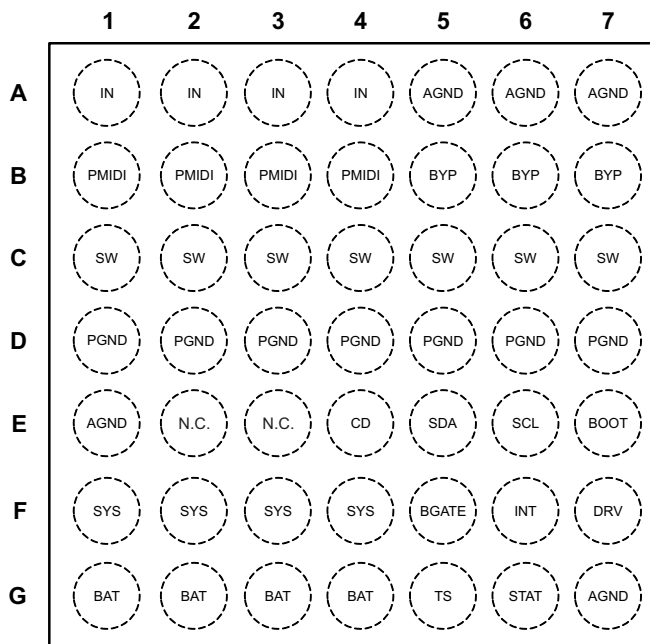 1 2 3 4 5 6 7
A IN IN IN IN AGND AGND AGND
B PMIDI PMIDI PMIDI PMIDI BYP BYP BYP
C SW SW SW SW SW SW SW
D PGND PGND PGND PGND PGND PGND PGND
E AGND N.C. N.C. CD SDA SCL BOOT
F SYS SYS SYS SYS BGATE INT DRV
G BAT BAT BAT BAT TS STAT AGND